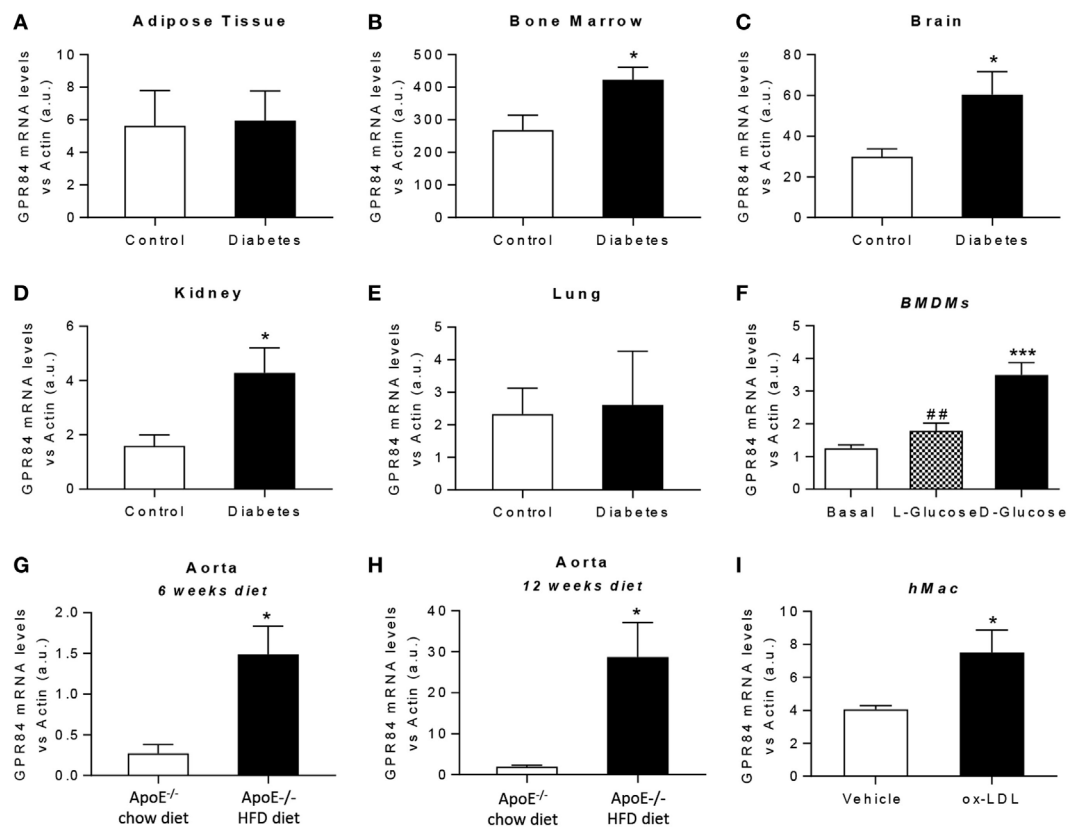 A
Adipose Tissue
GPR84 mRNA levels
vs Actin (a.u.)
10
8
6
4
2
0
Control
Diabetes
B
Bone Marrow
GPR84 mRNA levels
vs Actin (a.u.)
500
400
300
200
100
0
*
Control
Diabetes
C
Brain
GPR84 mRNA levels
vs Actin (a.u.)
80
60
40
20
0
*
Control
Diabetes
D
Kidney
GPR84 mRNA levels
vs Actin (a.u.)
6
4
2
0
*
Control
Diabetes
E
Lung
GPR84 mRNA levels
vs Actin (a.u.)
5
4
3
2
1
0
Control
Diabetes
F
BMDMs
GPR84 mRNA levels
vs Actin (a.u.)
5
4
3
2
1
0
##
***
Basal
L-Glucose
D-Glucose
G
Aorta
6 weeks diet
GPR84 mRNA levels
vs Actin (a.u.)
2.0
1.5
1.0
0.5
0.0
*
ApoE-/-
chow diet
ApoE-/-
HFD diet
H
Aorta
12 weeks diet
GPR84 mRNA levels
vs Actin (a.u.)
40
30
20
10
0
*
ApoE-/-
chow diet
ApoE-/-
HFD diet
I
hMac
GPR84 mRNA levels
vs Actin (a.u.)
10
8
6
4
2
0
*
Vehicle
ox-LDL